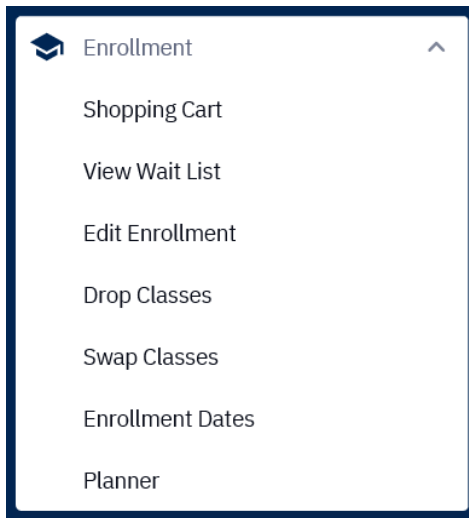 Enrollment
Shopping Cart
View Wait List
Edit Enrollment
Drop Classes
Swap Classes
Enrollment Dates
Planner